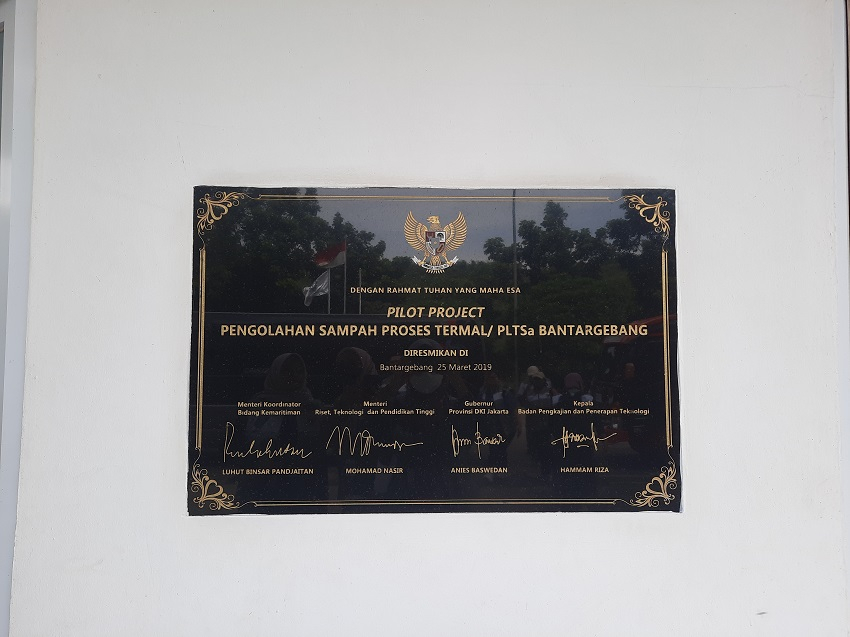 DENGAN RAHMAT TUHAN YANG MAHA ESA
PILOT PROJECT
PENGOLAHAN SAMPAH PROSES TERMAL/ PLTSa BANTARGEBANG
DIRESMIKAN DI
Bantargebang 25 Maret 2019
Menteri Koordinator
Bidang Kemaritiman
Menteri
Riset, Teknologi dan Pendidikan Tinggi
Gubernur
Provinsi DKI Jakarta
Kepala
Badan Pengkajian dan Penerapan Teknologi
LUHUT BINSAR PANDJAITAN
MOHAMAD NASIR
ANIES BASWEDAN
HAMMAM RIZA